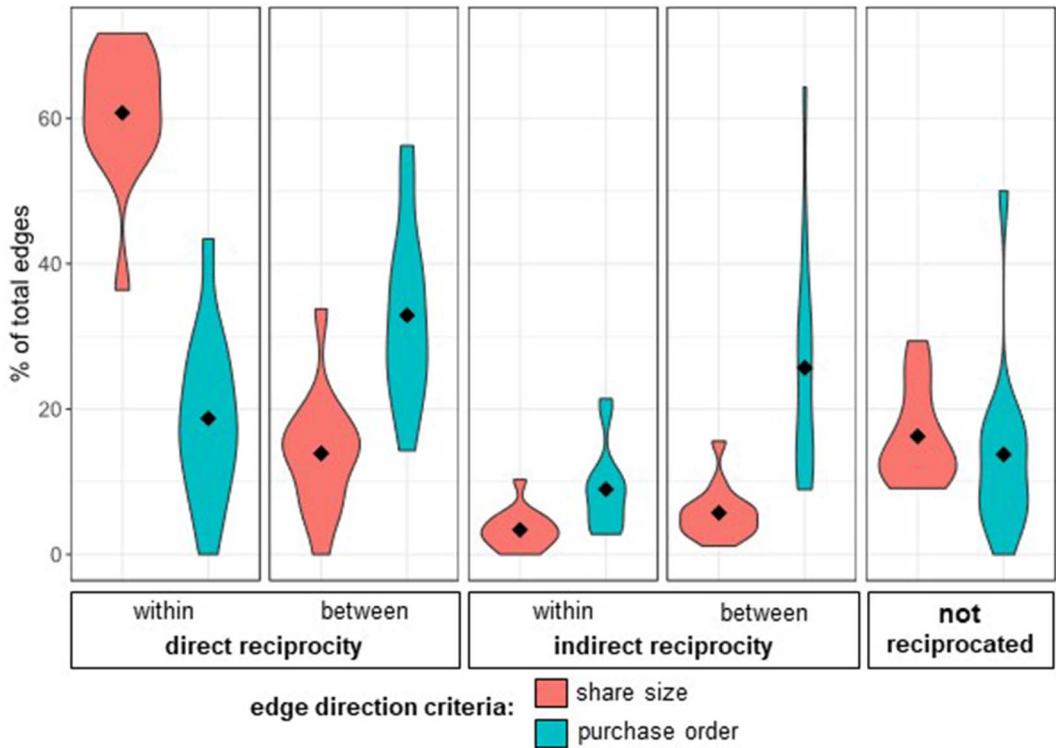 % of total edges
60
40
20
0
within between within between not
direct reciprocity indirect reciprocity reciprocated
edge direction criteria: share size
purchase order